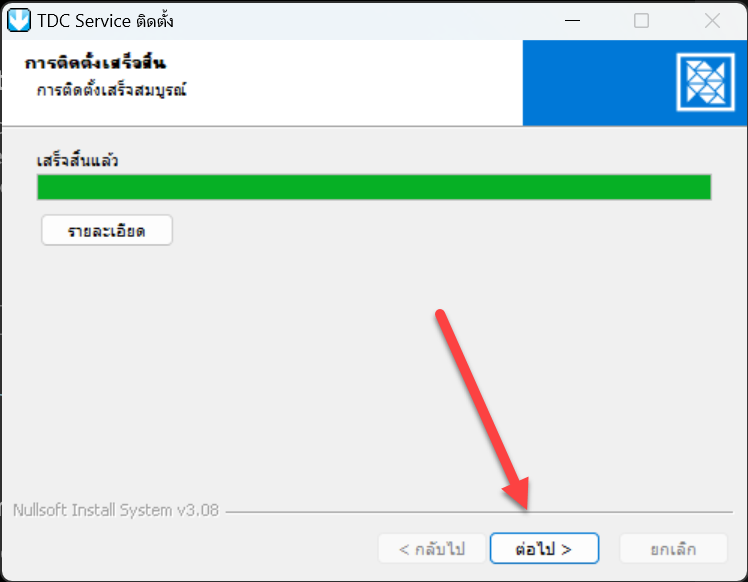 TDC Service ติดตั้ง
การติดตั้งเสร็จสิ้น
การติดตั้งเสร็จสมบูรณ์
เสร็จสิ้นแล้ว
รายละเอียด
Nullsoft Install System v3.08
< กลับไป ต่อไป > ยกเลิก